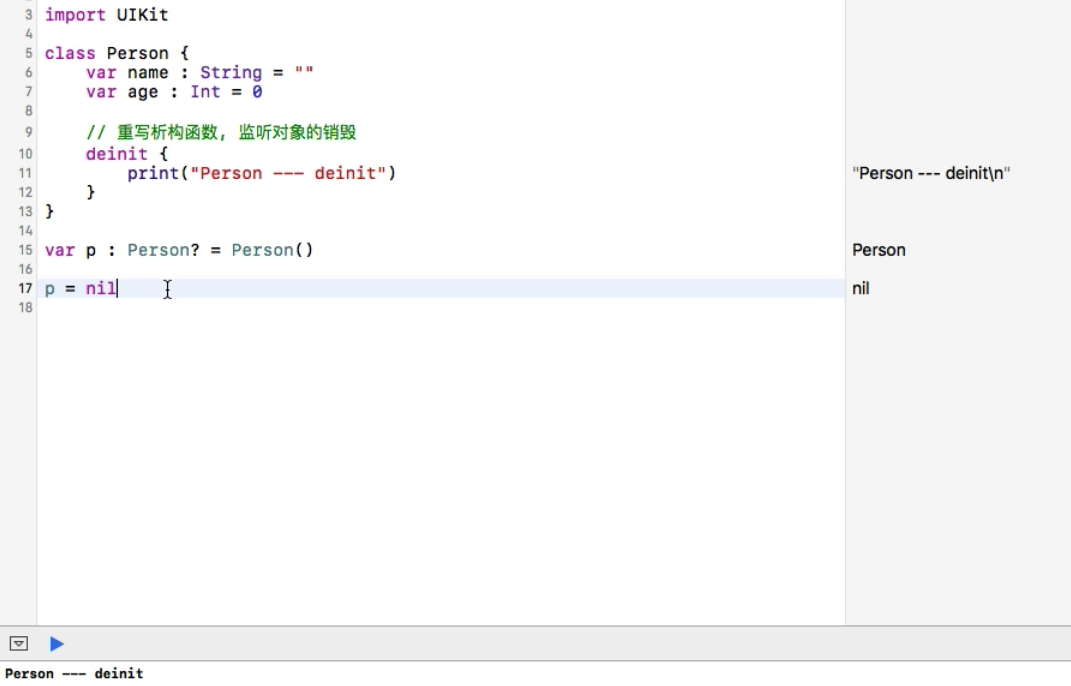 3 import UIKit
4
5 class Person {
6 var name : String = ""
7 var age : Int = 0
8
9 // 重写析构函数, 监听对象的销毁
10 deinit {
11 print("Person --- deinit") "Person --- deinit\n"
12 }
13 }
14
15 var p : Person? = Person() Person
16
17 p = nil nil
18
Person --- deinit